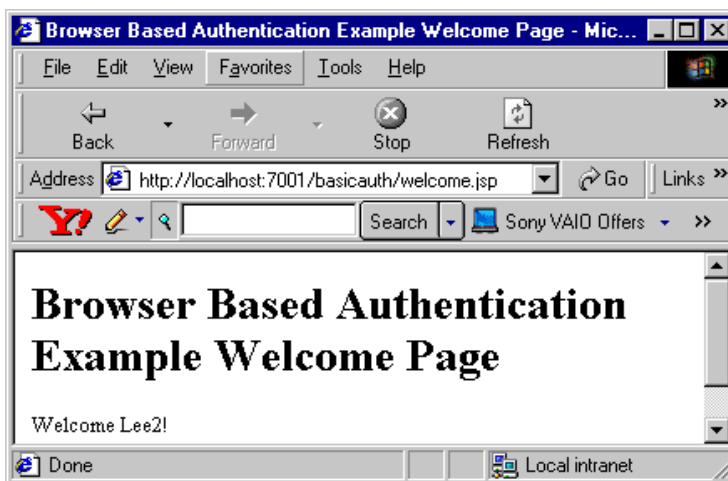 Browser Based Authentication Example Welcome Page - Mic...
File Edit View Favorites Tools Help
Back Forward Stop Refresh »
Address http://localhost:7001/basicauth/welcome.jsp Go Links »
Y! Search Sony VAIO Offers »
Browser Based Authentication
Example Welcome Page
Welcome Lee2!
Done Local intranet